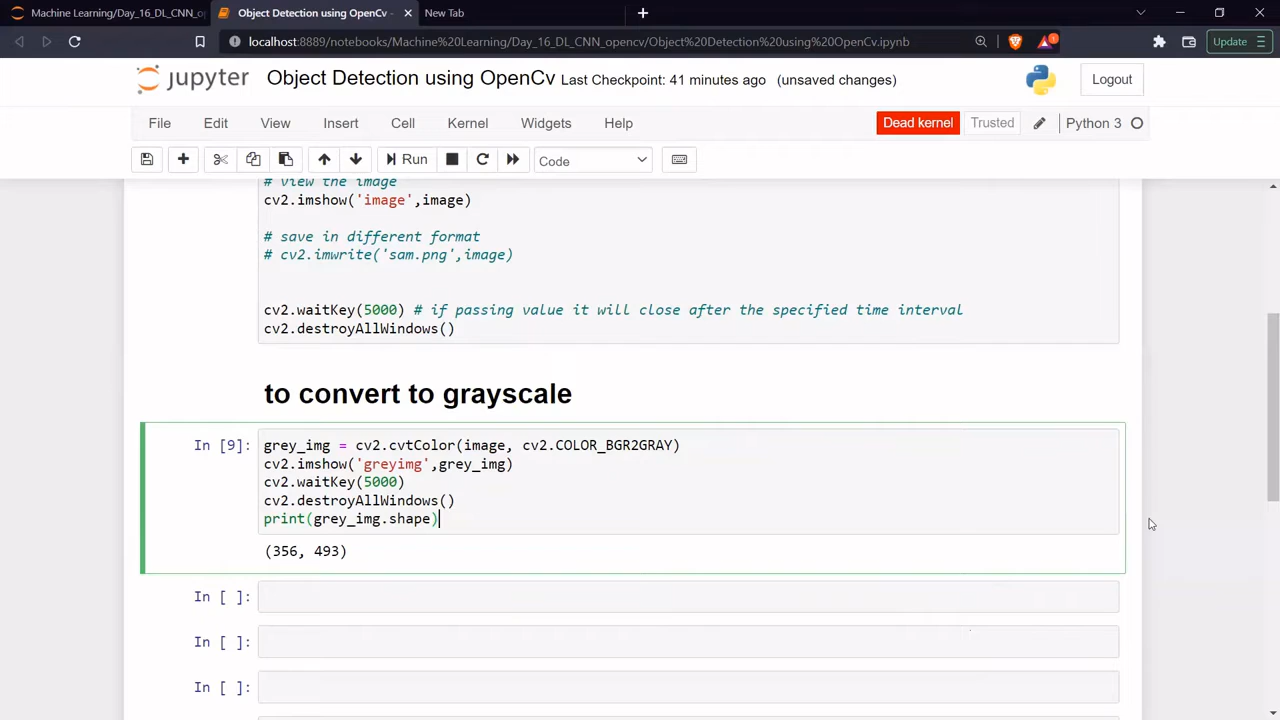 Machine Learning/Day_16_DL_CNN_op
Object Detection using OpenCv -
New Tab
localhost:8889/notebooks/Machine%20Learning/Day_16_DL_CNN_opencv/Object%20Detection%20using%20OpenCv.ipynb
Update
jupyter Object Detection using OpenCv Last Checkpoint: 41 minutes ago (unsaved changes)
Logout
File Edit View Insert Cell Kernel Widgets Help
Dead kernel Trusted Python 3
Run Code
# view the image
cv2.imshow('image',image)
# save in different format
# cv2.imwrite('sam.png',image)
cv2.waitKey(5000) # if passing value it will close after the specified time interval
cv2.destroyAllWindows()
to convert to grayscale
In [9]: grey_img = cv2.cvtColor(image, cv2.COLOR_BGR2GRAY)
cv2.imshow('greyimg',grey_img)
cv2.waitKey(5000)
cv2.destroyAllWindows()
print(grey_img.shape)
(356, 493)
In [ ]:
In [ ]:
In [ ]: